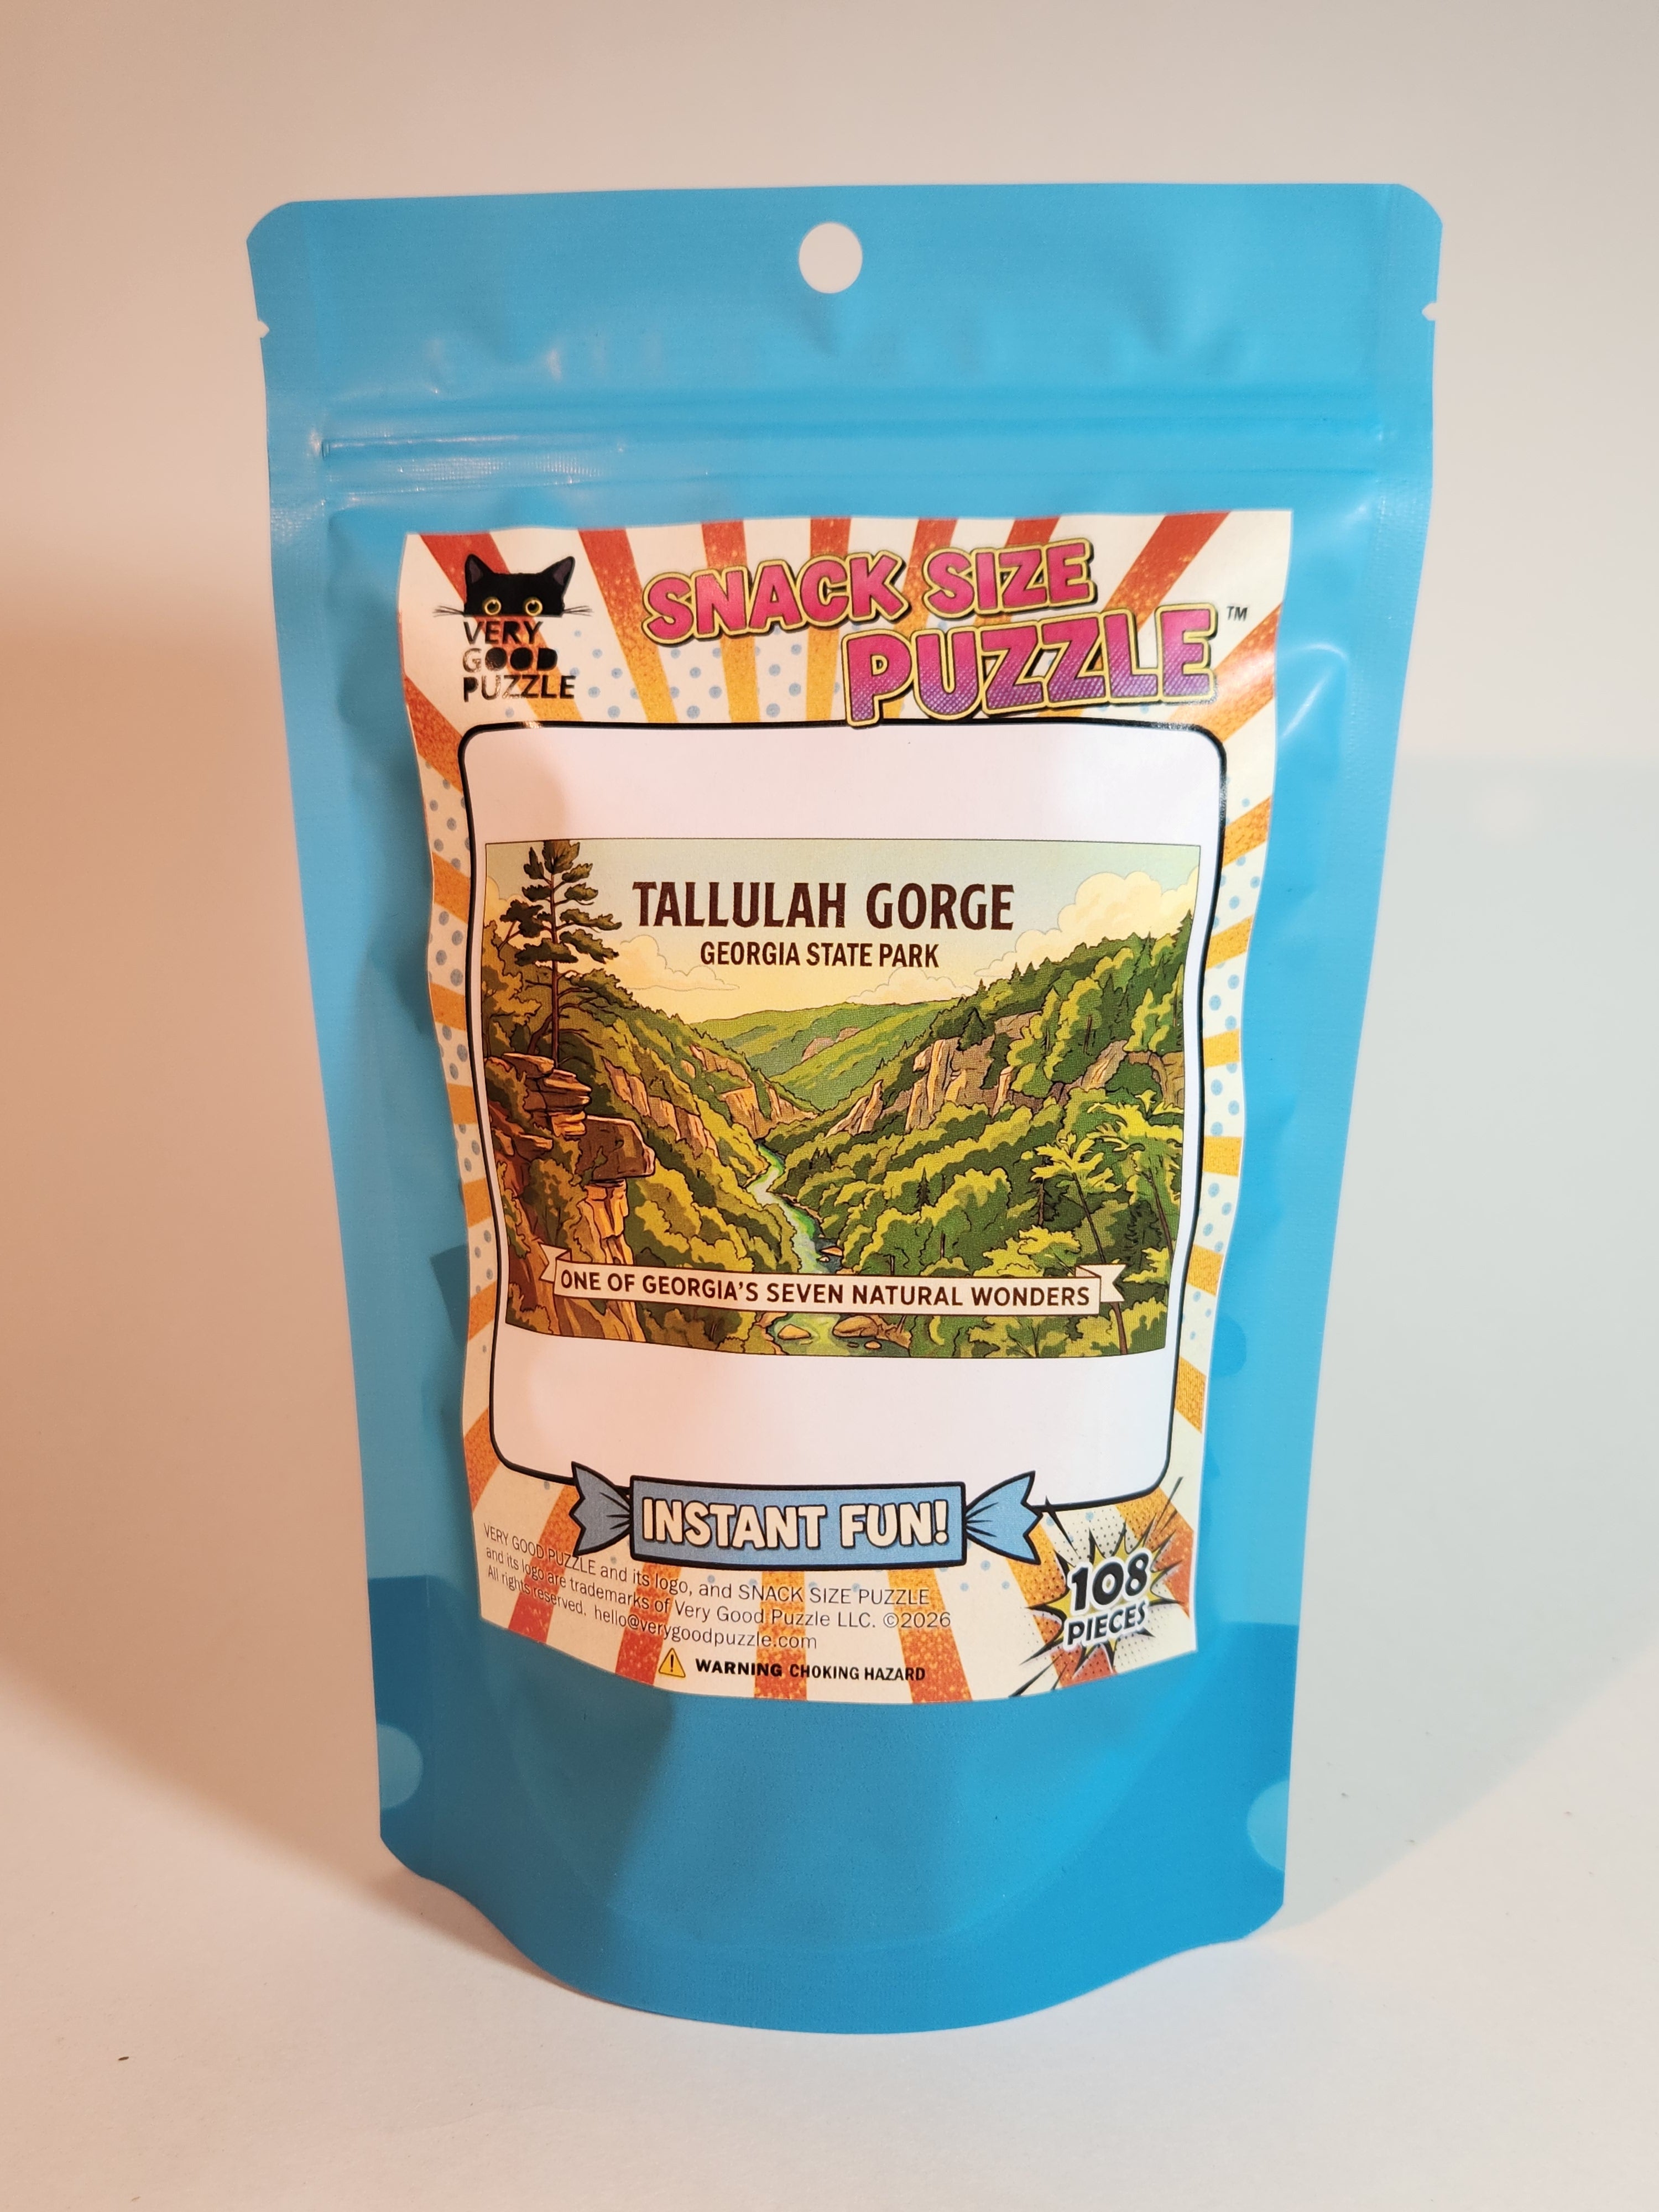 VERY
GOOD
PUZZLE
SNACK SIZE
PUZZLE™
TALLULAH GORGE
GEORGIA STATE PARK
ONE OF GEORGIA'S SEVEN NATURAL WONDERS
INSTANT FUN!
VERY GOOD PUZZLE and its logo, and SNACK SIZE PUZZLE
and its logo are trademarks of Very Good Puzzle LLC. ©2026
All rights reserved. hello@verygoodpuzzle.com
WARNING CHOKING HAZARD
108
PIECES